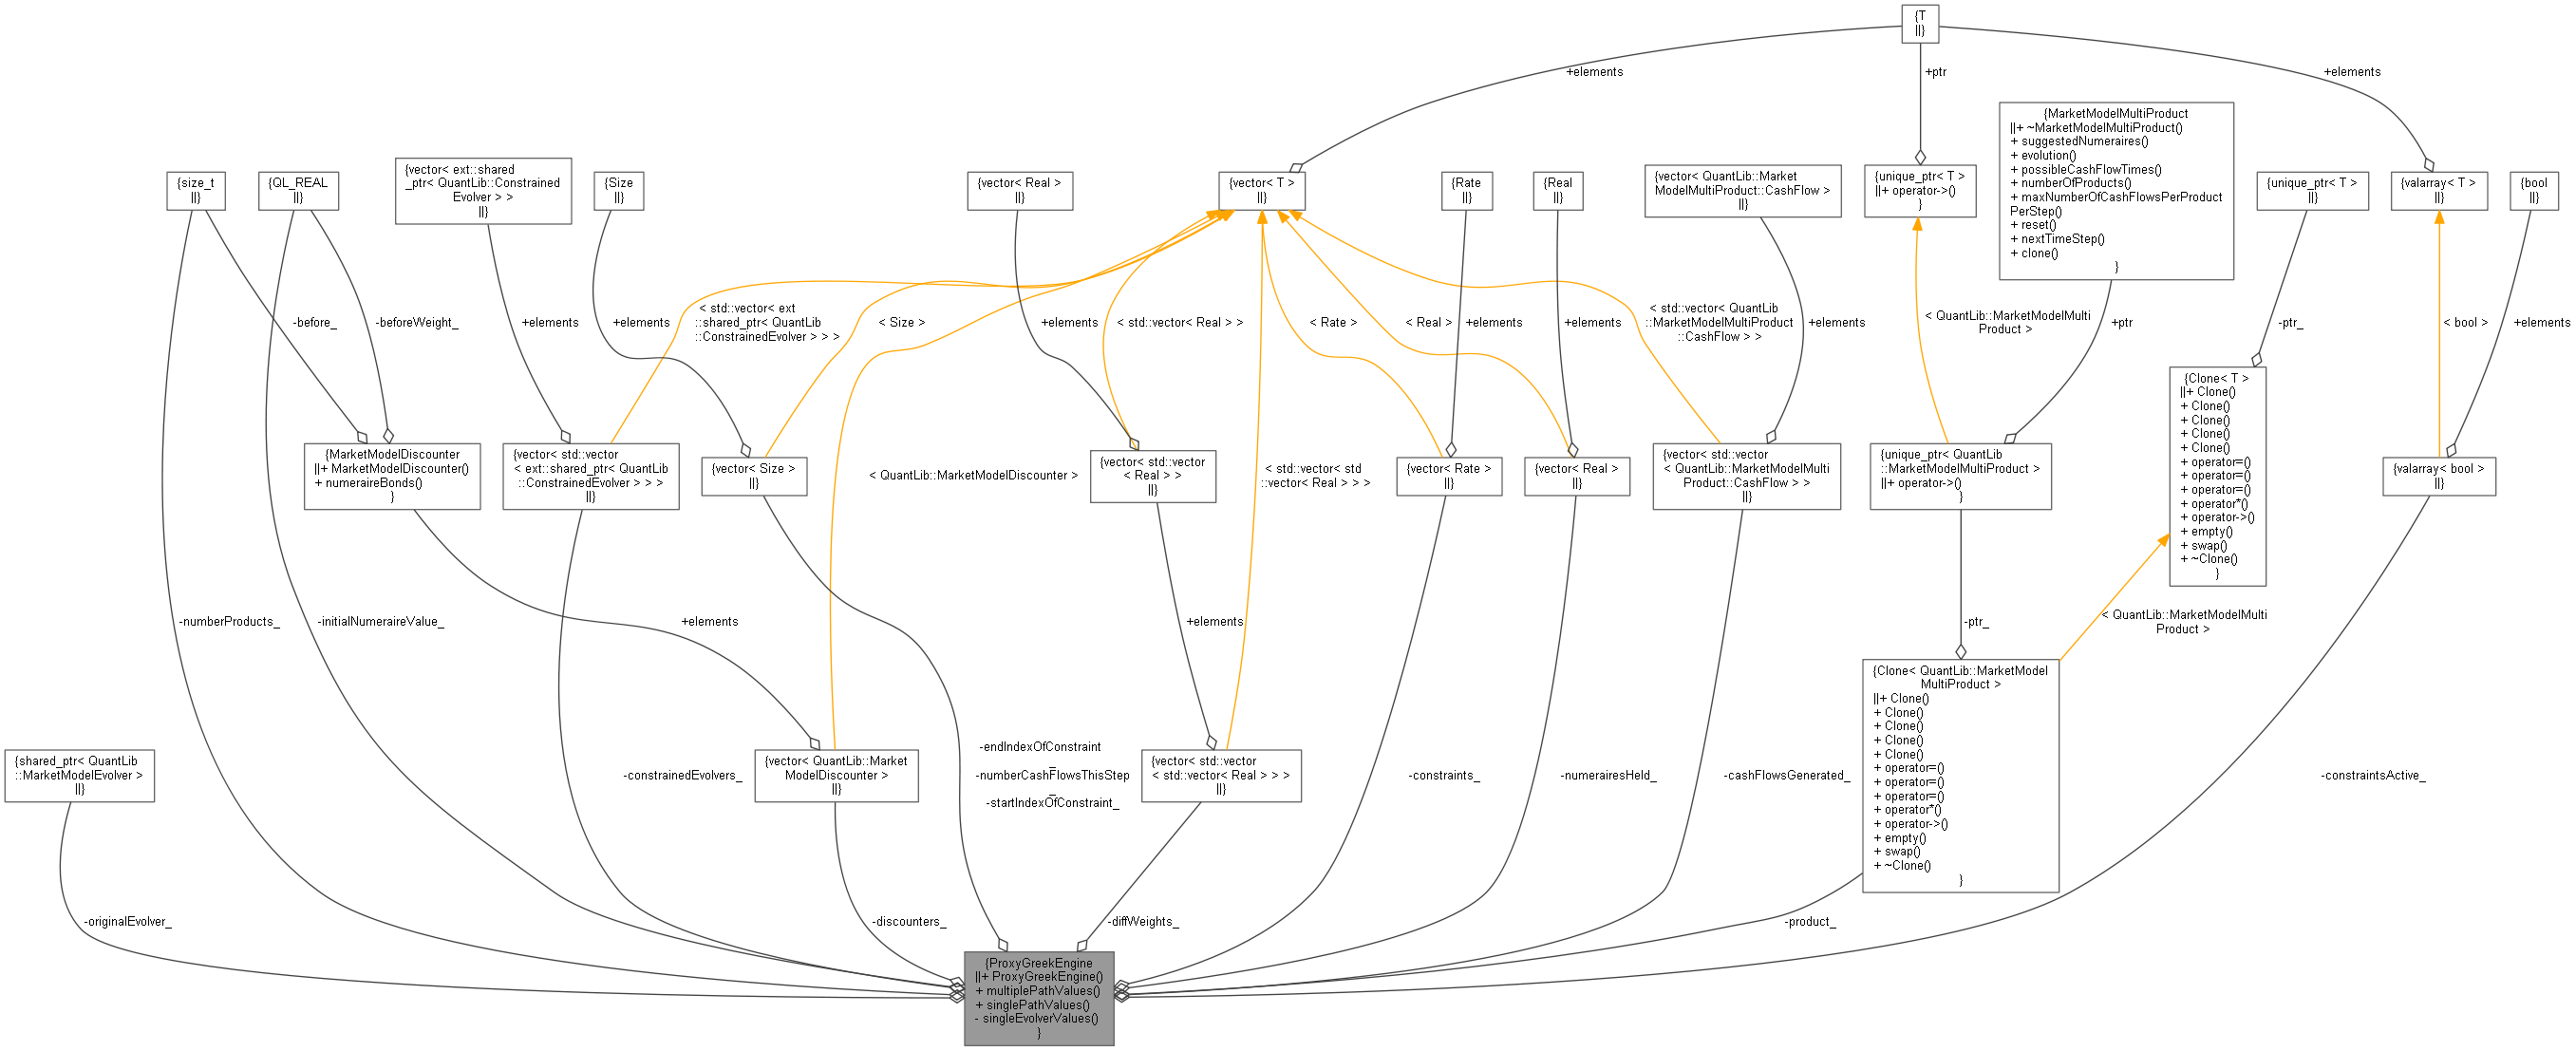 {T
||}
+elements
+ptr
+elements
{MarketModelMultiProduct
||+ ~MarketModelMultiProduct()
+ suggestedNumeraires()
+ evolution()
+ possibleCashFlowTimes()
+ numberOfProducts()
+ maxNumberOfCashFlowsPerProduct
PerStep()
+ reset()
+ nextTimeStep()
+ clone()
}
{size_t
||}
{QL_REAL
||}
{vector< ext::shared
_ptr< QuantLib::Constrained
Evolver > >
||}
{Size
||}
{vector< Real >
||}
{vector< T >
||}
{Rate
||}
{Real
||}
{vector< QuantLib::Market
ModelMultiProduct::CashFlow >
||}
{unique_ptr< T >
||+ operator->()
}
{unique_ptr< T >
||}
{valarray< T >
||}
{bool
||}
-before_
-beforeWeight_
+elements
+elements
< std::vector< ext
::shared_ptr< QuantLib
::ConstrainedEvolver > > >
< Size >
+elements
< std::vector< Real > >
< Rate >
< Real >
+elements
+elements
< std::vector< QuantLib
::MarketModelMultiProduct
::CashFlow > >
+elements
< QuantLib::MarketModelMulti
Product >
+ptr
-ptr_
< bool >
+elements
{Clone< T >
||+ Clone()
+ Clone()
+ Clone()
+ Clone()
+ Clone()
+ operator=()
+ operator=()
+ operator=()
+ operator*()
+ operator->()
+ empty()
+ swap()
+ ~Clone()
}
{MarketModelDiscounter
||+ MarketModelDiscounter()
+ numeraireBonds()
}
{vector< std::vector
< ext::shared_ptr< QuantLib
::ConstrainedEvolver > > >
||}
{vector< Size >
||}
< QuantLib::MarketModelDiscounter >
{vector< std::vector
< Real > >
||}
< std::vector< std
::vector< Real > > >
{vector< Rate >
||}
{vector< Real >
||}
{vector< std::vector
< QuantLib::MarketModelMulti
Product::CashFlow > >
||}
{unique_ptr< QuantLib
::MarketModelMultiProduct >
||+ operator->()
}
{valarray< bool >
||}
-numberProducts_
-initialNumeraireValue_
+elements
+elements
-ptr_
< QuantLib::MarketModelMulti
Product >
{Clone< QuantLib::MarketModel
MultiProduct >
||+ Clone()
+ Clone()
+ Clone()
+ Clone()
+ Clone()
+ operator=()
+ operator=()
+ operator=()
+ operator*()
+ operator->()
+ empty()
+ swap()
+ ~Clone()
}
{shared_ptr< QuantLib
::MarketModelEvolver >
||}
-constrainedEvolvers_
{vector< QuantLib::Market
ModelDiscounter >
||}
-endIndexOfConstraint
_
-numberCashFlowsThisStep
_
-startIndexOfConstraint_
{vector< std::vector
< std::vector< Real > > >
||}
-constraints_
-numerairesHeld_
-cashFlowsGenerated_
-constraintsActive_
-originalEvolver_
-discounters_
-diffWeights_
-product_
{ProxyGreekEngine
||+ ProxyGreekEngine()
+ multiplePathValues()
+ singlePathValues()
- singleEvolverValues()
}